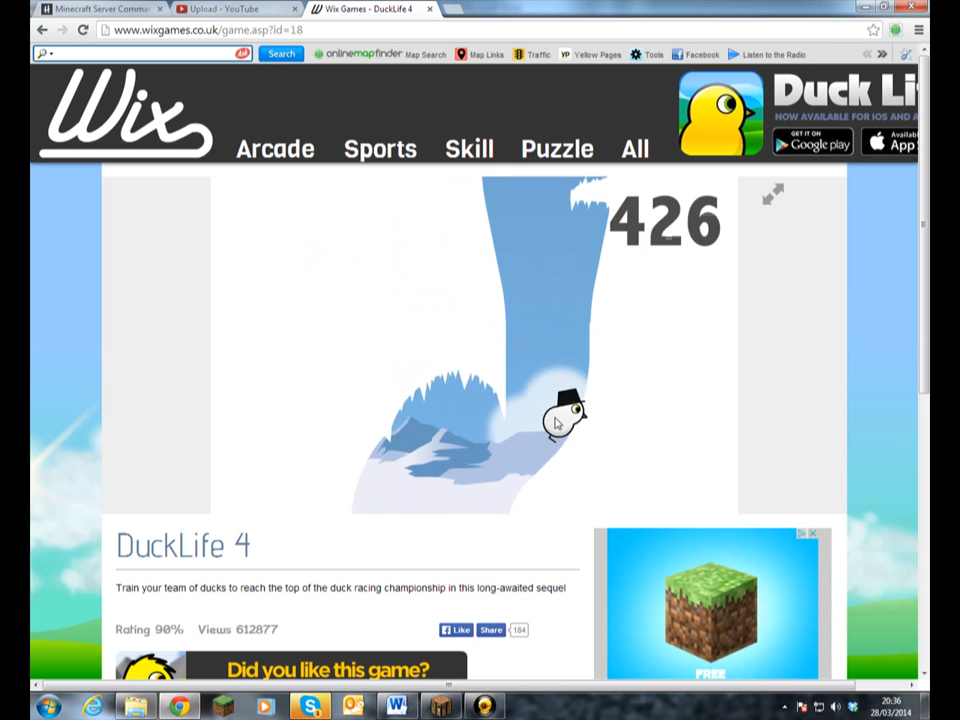 Minecraft Server Comma
Upload - YouTube
Wix Games - DuckLife 4
www.wixgames.co.uk/game.asp?id=18
Ask
Search
onlinemapfinder
Map Search
Map Links
Traffic
YP
Yellow Pages
Tools
Facebook
Listen to the Radio
Wix
Arcade
Sports
Skill
Puzzle
All
Duck Li
NOW AVAILABLE FOR IOS AND A
GET IT ON
Google play
Availabl
App
426
DuckLife 4
Train your team of ducks to reach the top of the duck racing championship in this long-awaited sequel
Rating 90%
Views 612877
Like
Share
184
Did you like this game?
FREE
20:36
28/03/2014